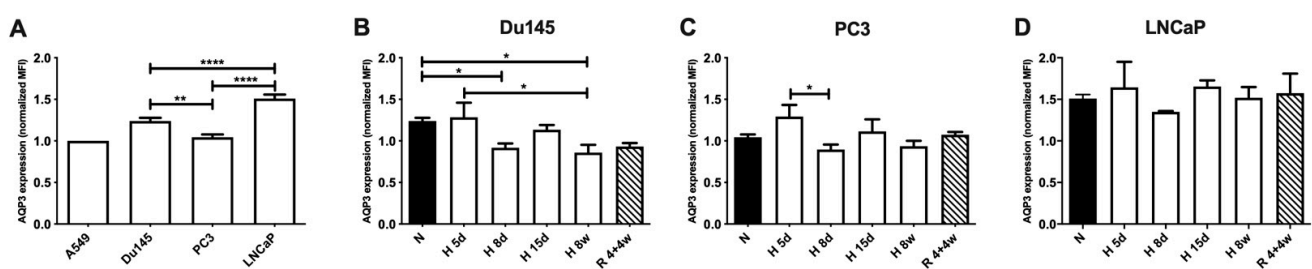 A
AQP3 expression (normalized MFI)
2.0
1.5
1.0
0.5
0.0
****
****
**
A549
Du145
PC3
LNCaP
B
Du145
AQP3 expression (normalized MFI)
2.0
1.5
1.0
0.5
0.0
*
*
*
N
H 5d
H 8d
H 15d
H 8w
R 4+4w
C
PC3
AQP3 expression (normalized MFI)
2.0
1.5
1.0
0.5
0.0
*
N
H 5d
H 8d
H 15d
H 8w
R 4+4w
D
LNCaP
AQP3 expression (normalized MFI)
2.0
1.5
1.0
0.5
0.0
N
H 5d
H 8d
H 15d
H 8w
R 4+4w